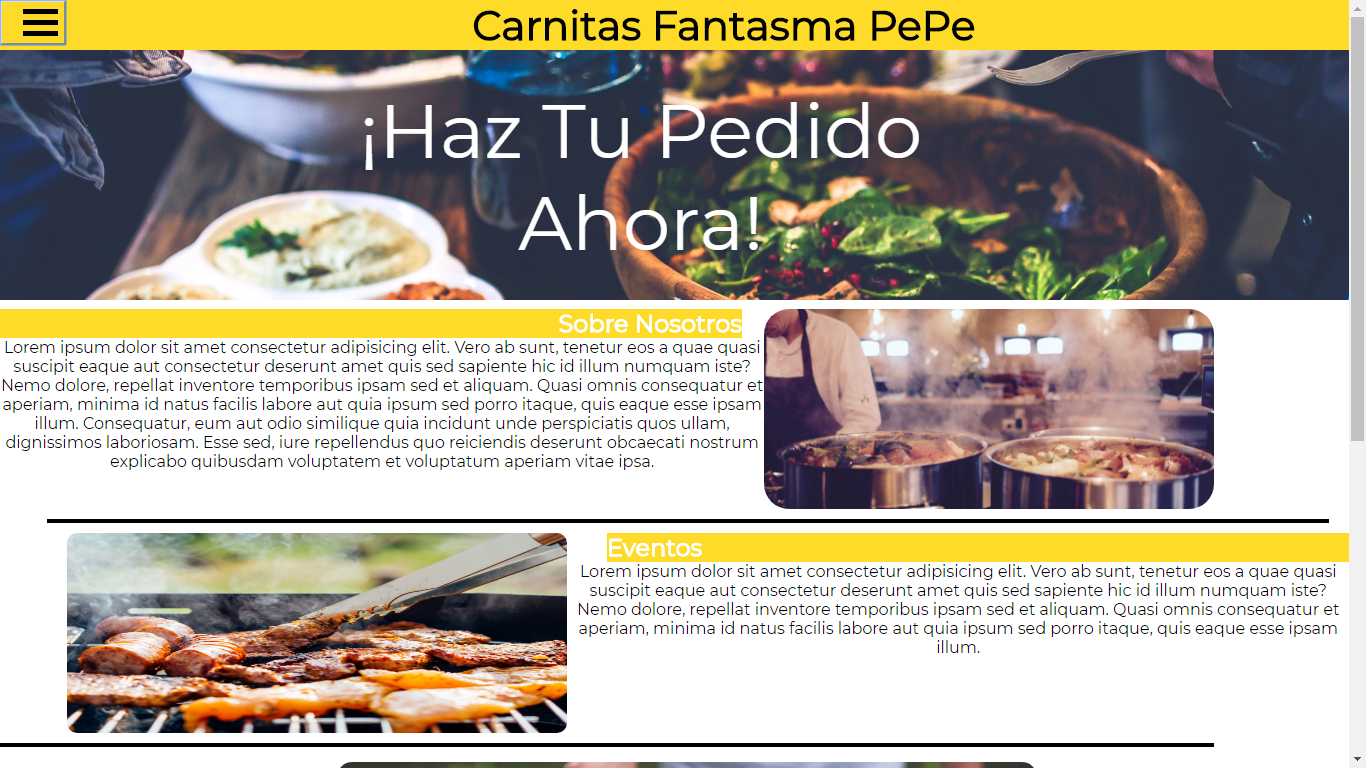 Carnitas Fantasma PePe
¡Haz Tu Pedido
Ahora!
Sobre Nosotros
Lorem ipsum dolor sit amet consectetur adipisicing elit. Vero ab sunt, tenetur eos a quae quasi
suscipit eaque aut consectetur deserunt amet quis sed sapiente hic id illum numquam iste?
Nemo dolore, repellat inventore temporibus ipsam sed et aliquam. Quasi omnis consequatur et
aperiam, minima id natus facilis labore aut quia ipsum sed porro itaque, quis eaque esse ipsam
illum. Consequatur, eum aut odio similique quia incidunt unde perspiciatis quos ullam,
dignissimos laboriosam. Esse sed, iure repellendus quo reiciendis deserunt obcaecati nostrum
explicabo quibusdam voluptatem et voluptatum aperiam vitae ipsa.
Eventos
Lorem ipsum dolor sit amet consectetur adipisicing elit. Vero ab sunt, tenetur eos a quae quasi
suscipit eaque aut consectetur deserunt amet quis sed sapiente hic id illum numquam iste?
Nemo dolore, repellat inventore temporibus ipsam sed et aliquam. Quasi omnis consequatur et
aperiam, minima id natus facilis labore aut quia ipsum sed porro itaque, quis eaque esse ipsam
illum.